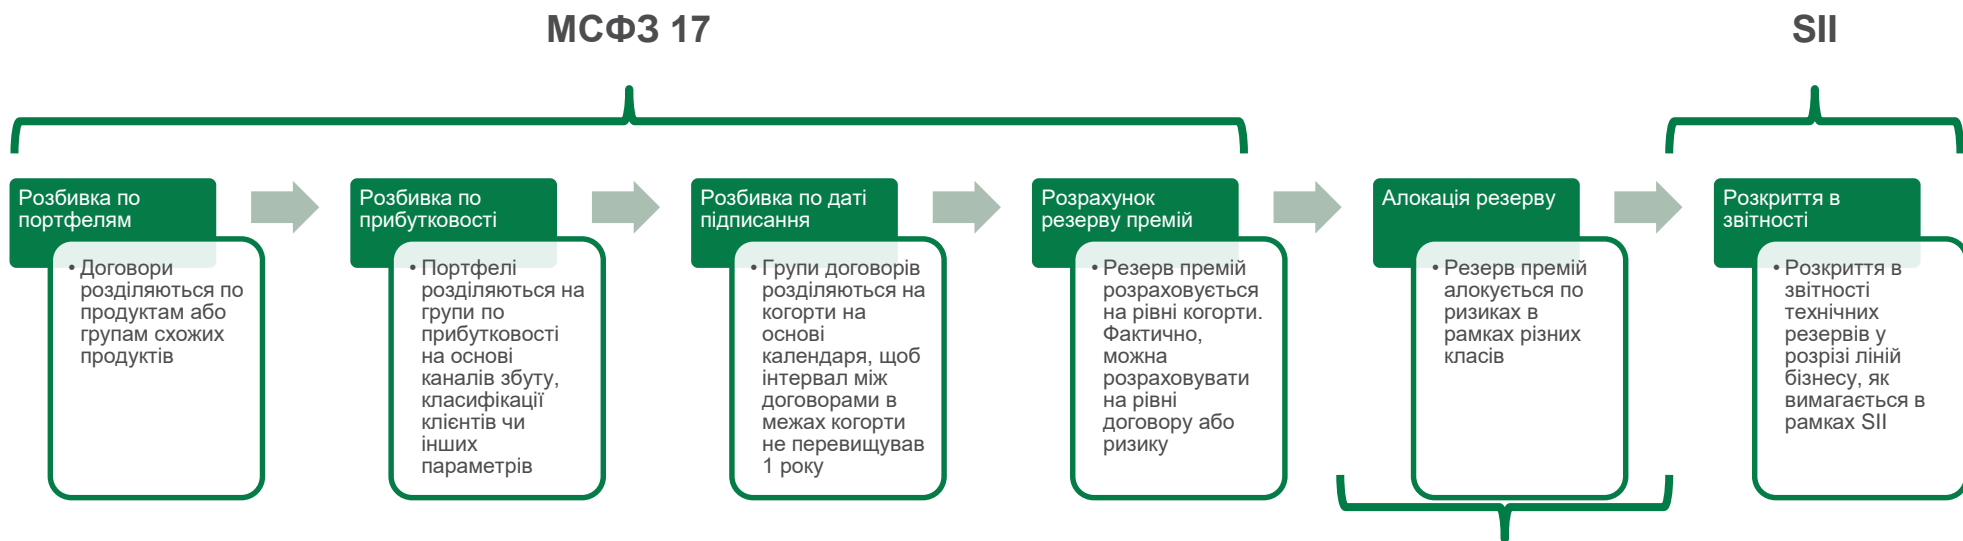 МСФЗ 17
SII
Розбивка по
портфелям
• Договори
розділяються по
продуктам або
групам схожих
продуктів
Розбивка по
прибутковості
• Портфелі
розділяються на
групи по
прибутковості
на основі
каналів збуту,
класифікації
клієнтів чи
інших
параметрів
Розбивка по даті
підписання
• Групи договорів
розділяються на
когорти на
основі
календаря, щоб
інтервал між
договорами в
межах когорти
не перевищував
1 року
Розрахунок
резерву премій
• Резерв премій
розраховується
на рівні когорти.
Фактично,
можна
розраховувати
на рівні
договору або
ризику
Алокація резерву
• Резерв премій
алокується по
ризиках в
рамках різних
класів
Розкриття в
звітності
• Розкриття в
звітності
технічних
резервів у
розрізі ліній
бізнесу, як
вимагається в
рамках SII